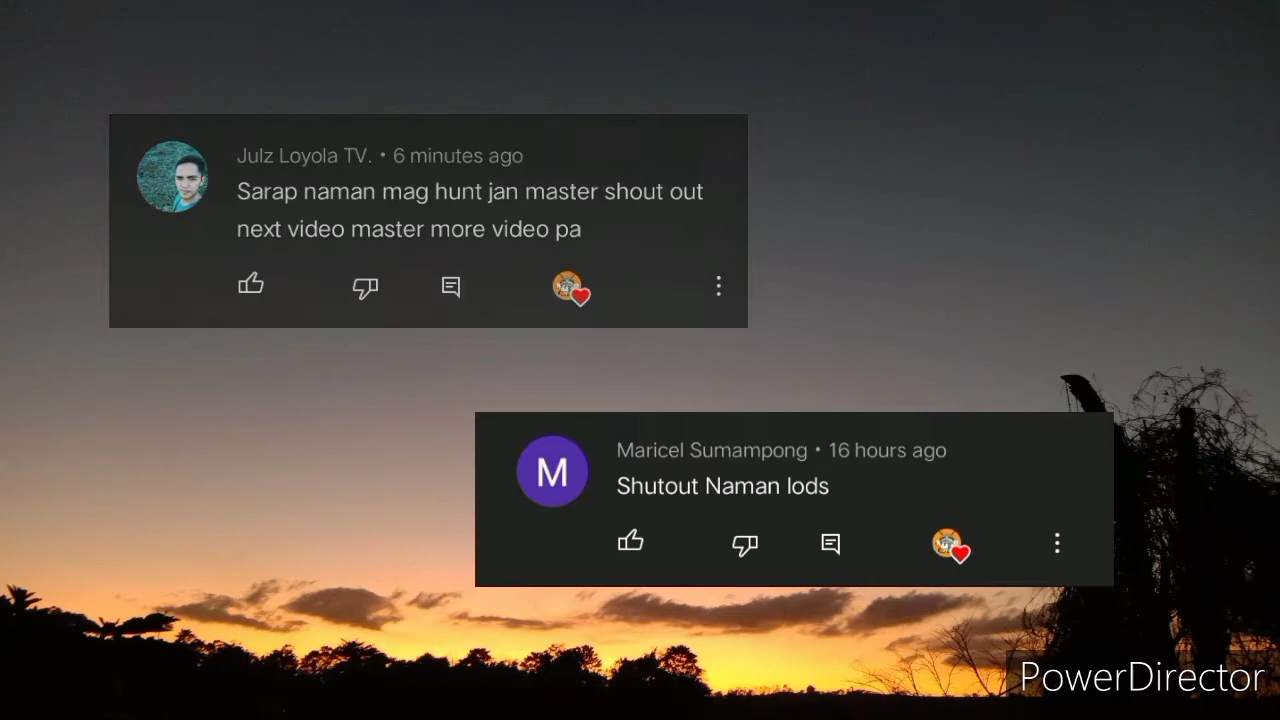 Julz Loyola TV. • 6 minutes ago
Sarap naman mag hunt jan master shout out
next video master more video pa
M
Maricel Sumampong • 16 hours ago
Shutout Naman lods
PowerDirector